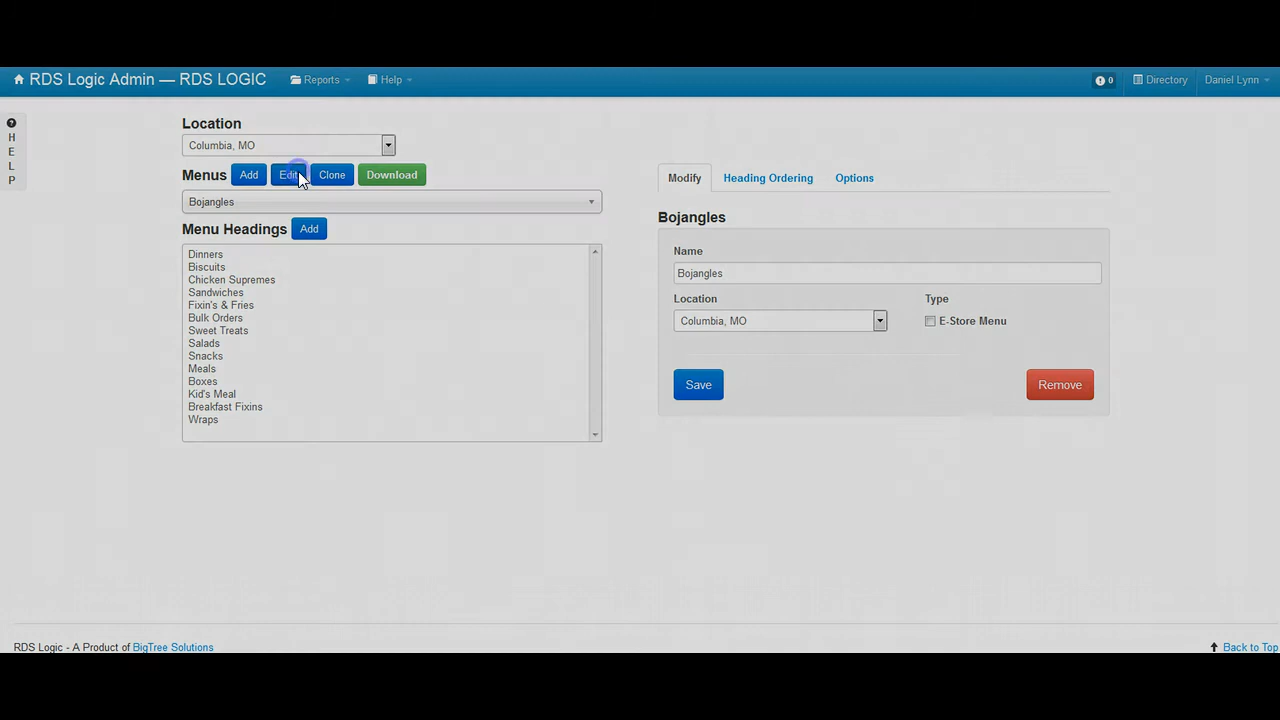 RDS Logic Admin — RDS LOGIC Reports Help 0 Directory Daniel Lynn
H
E
L
P
Location
Columbia, MO
Menus Add Edit Clone Download
Bojangles
Menu Headings Add
Dinners
Biscuits
Chicken Supremes
Sandwiches
Fixin's & Fries
Bulk Orders
Sweet Treats
Salads
Snacks
Meals
Boxes
Kid's Meal
Breakfast Fixins
Wraps
Modify Heading Ordering Options
Bojangles
Name
Bojangles
Location Type
Columbia, MO E-Store Menu
Save Remove
RDS Logic - A Product of BigTree Solutions Back to Top